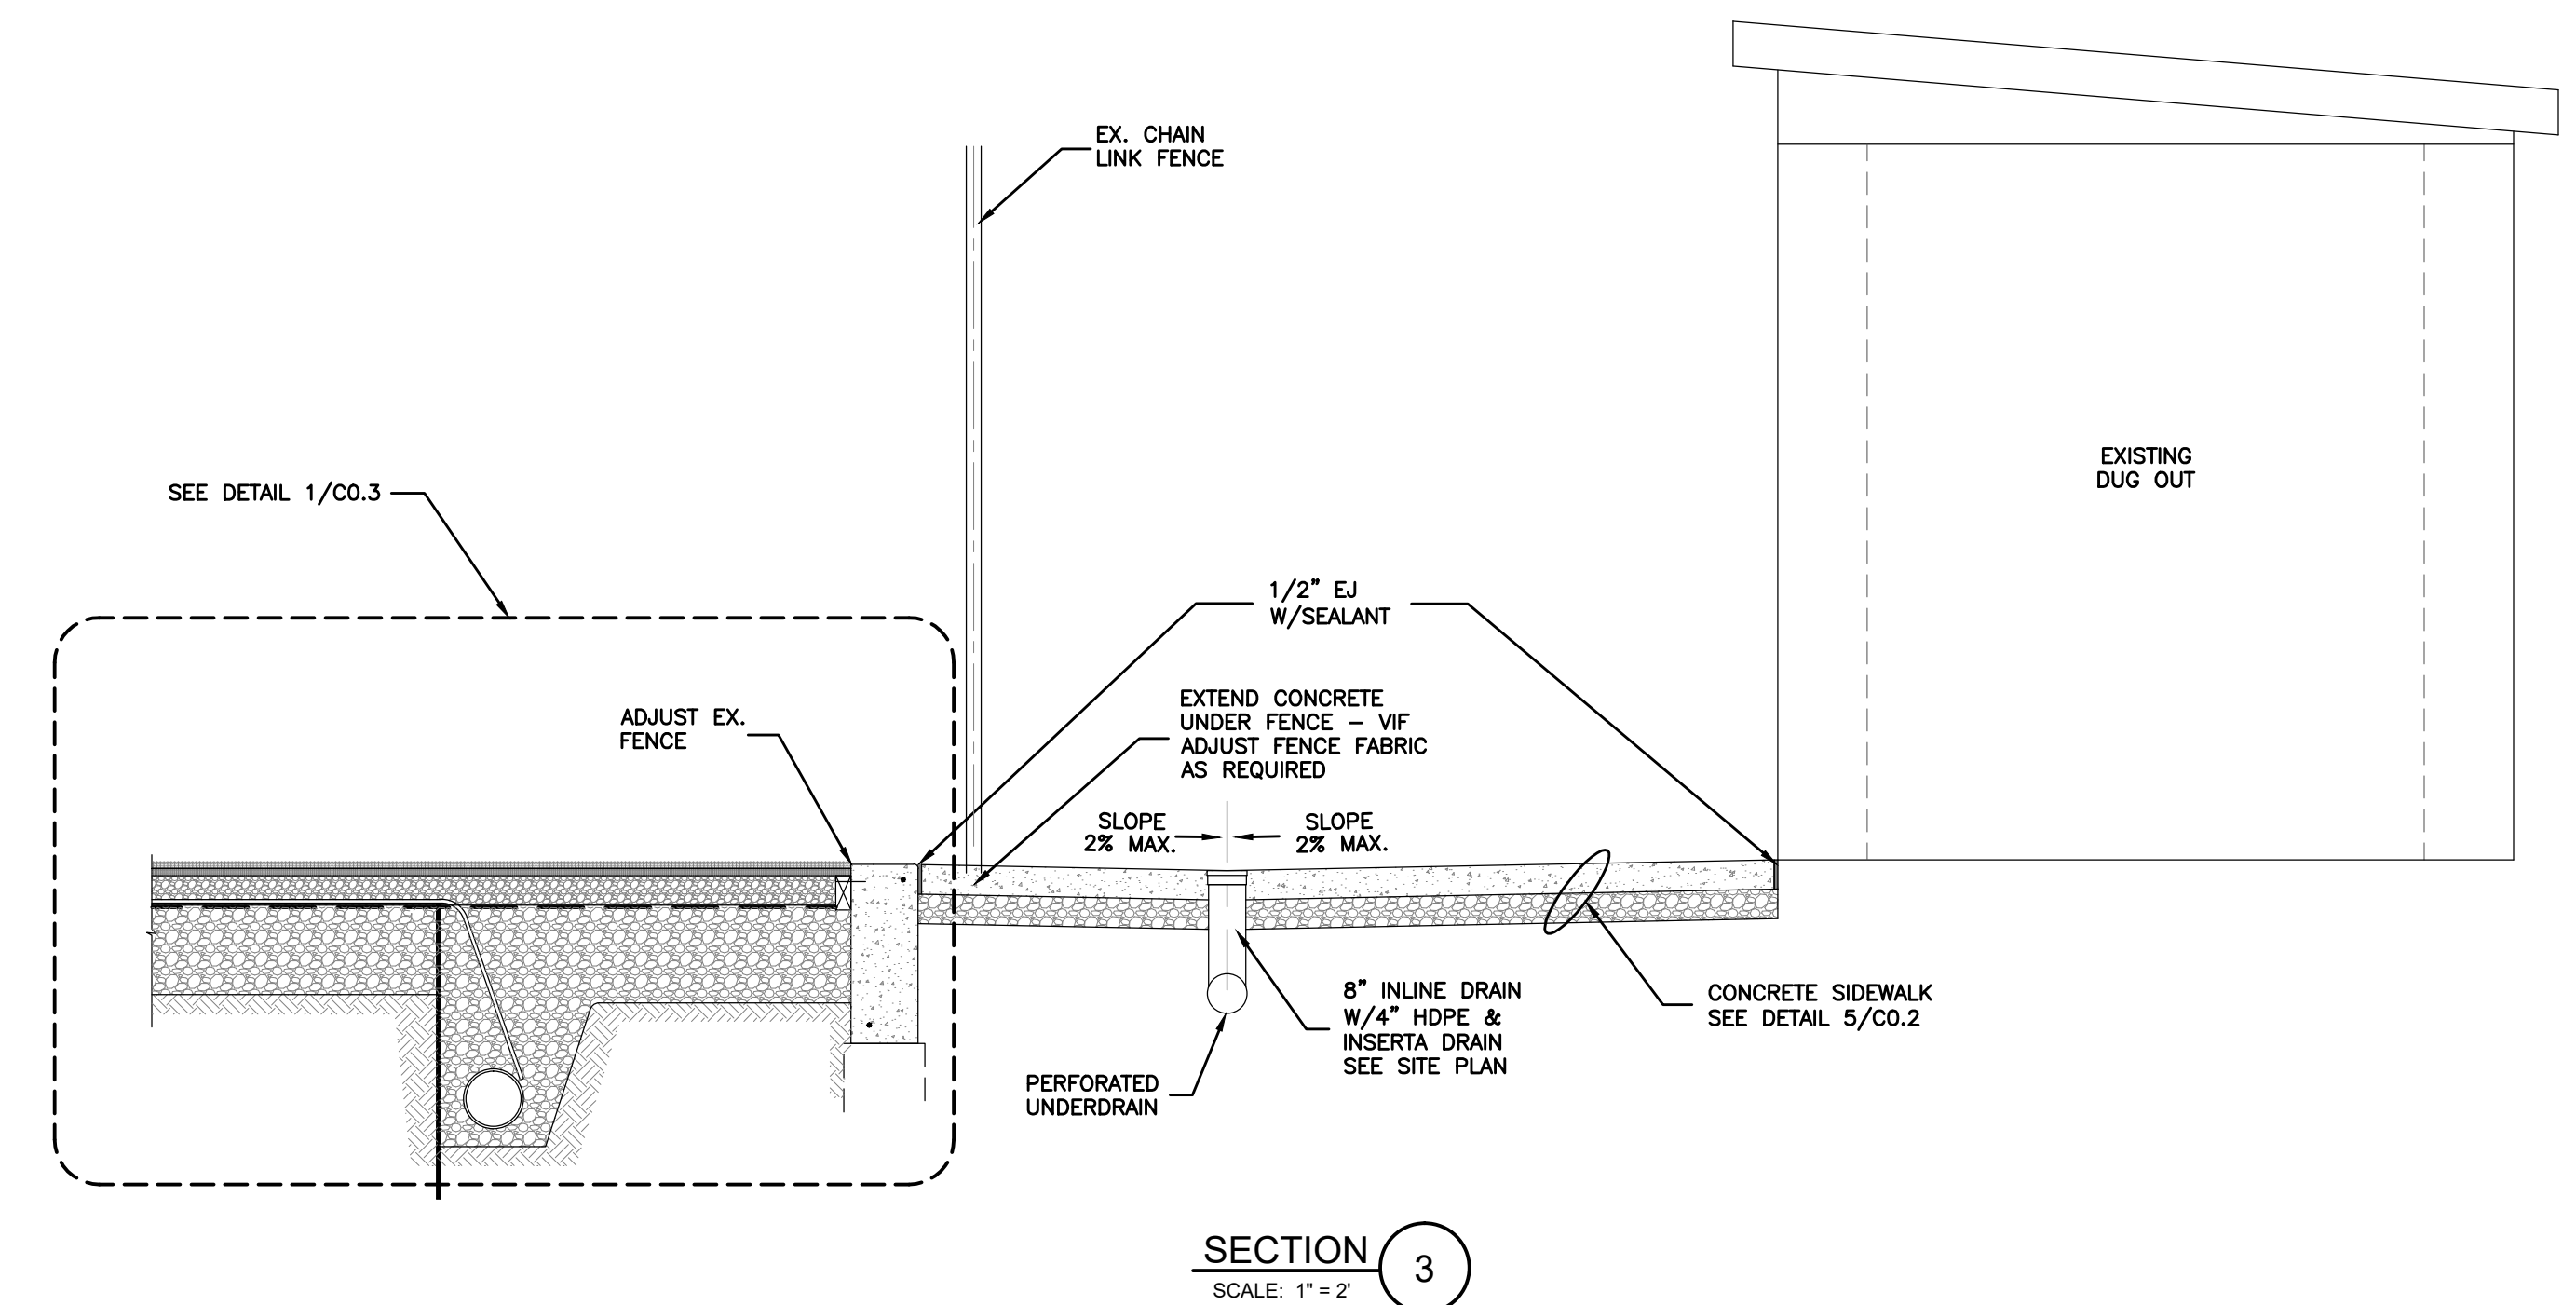 EX. CHAIN
LINK FENCE
EXISTING
DUG OUT
SEE DETAIL 1/C0.3
1/2" EJ
W/SEALANT
EXTEND CONCRETE
UNDER FENCE - VIF
ADJUST FENCE FABRIC
AS REQUIRED
ADJUST EX.
FENCE
SLOPE
2% MAX.
SLOPE
2% MAX.
8" INLINE DRAIN
W/4" HDPE &
INSERTA DRAIN
SEE SITE PLAN
CONCRETE SIDEWALK
SEE DETAIL 5/C0.2
PERFORATED
UNDERDRAIN
SECTION 3
SCALE: 1" = 2'